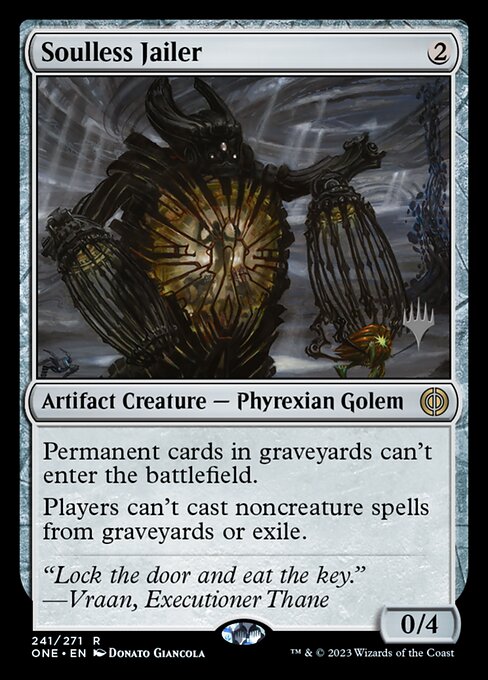 Soulless Jailer 2
Artifact Creature — Phyrexian Golem
Permanent cards in graveyards can't
enter the battlefield.
Players can't cast noncreature spells
from graveyards or exile.
“Lock the door and eat the key.”
—Vraan, Executioner Thane
0/4
241/271 R
ONE • EN Donato Giancola
™ & © 2023 Wizards of the Coast